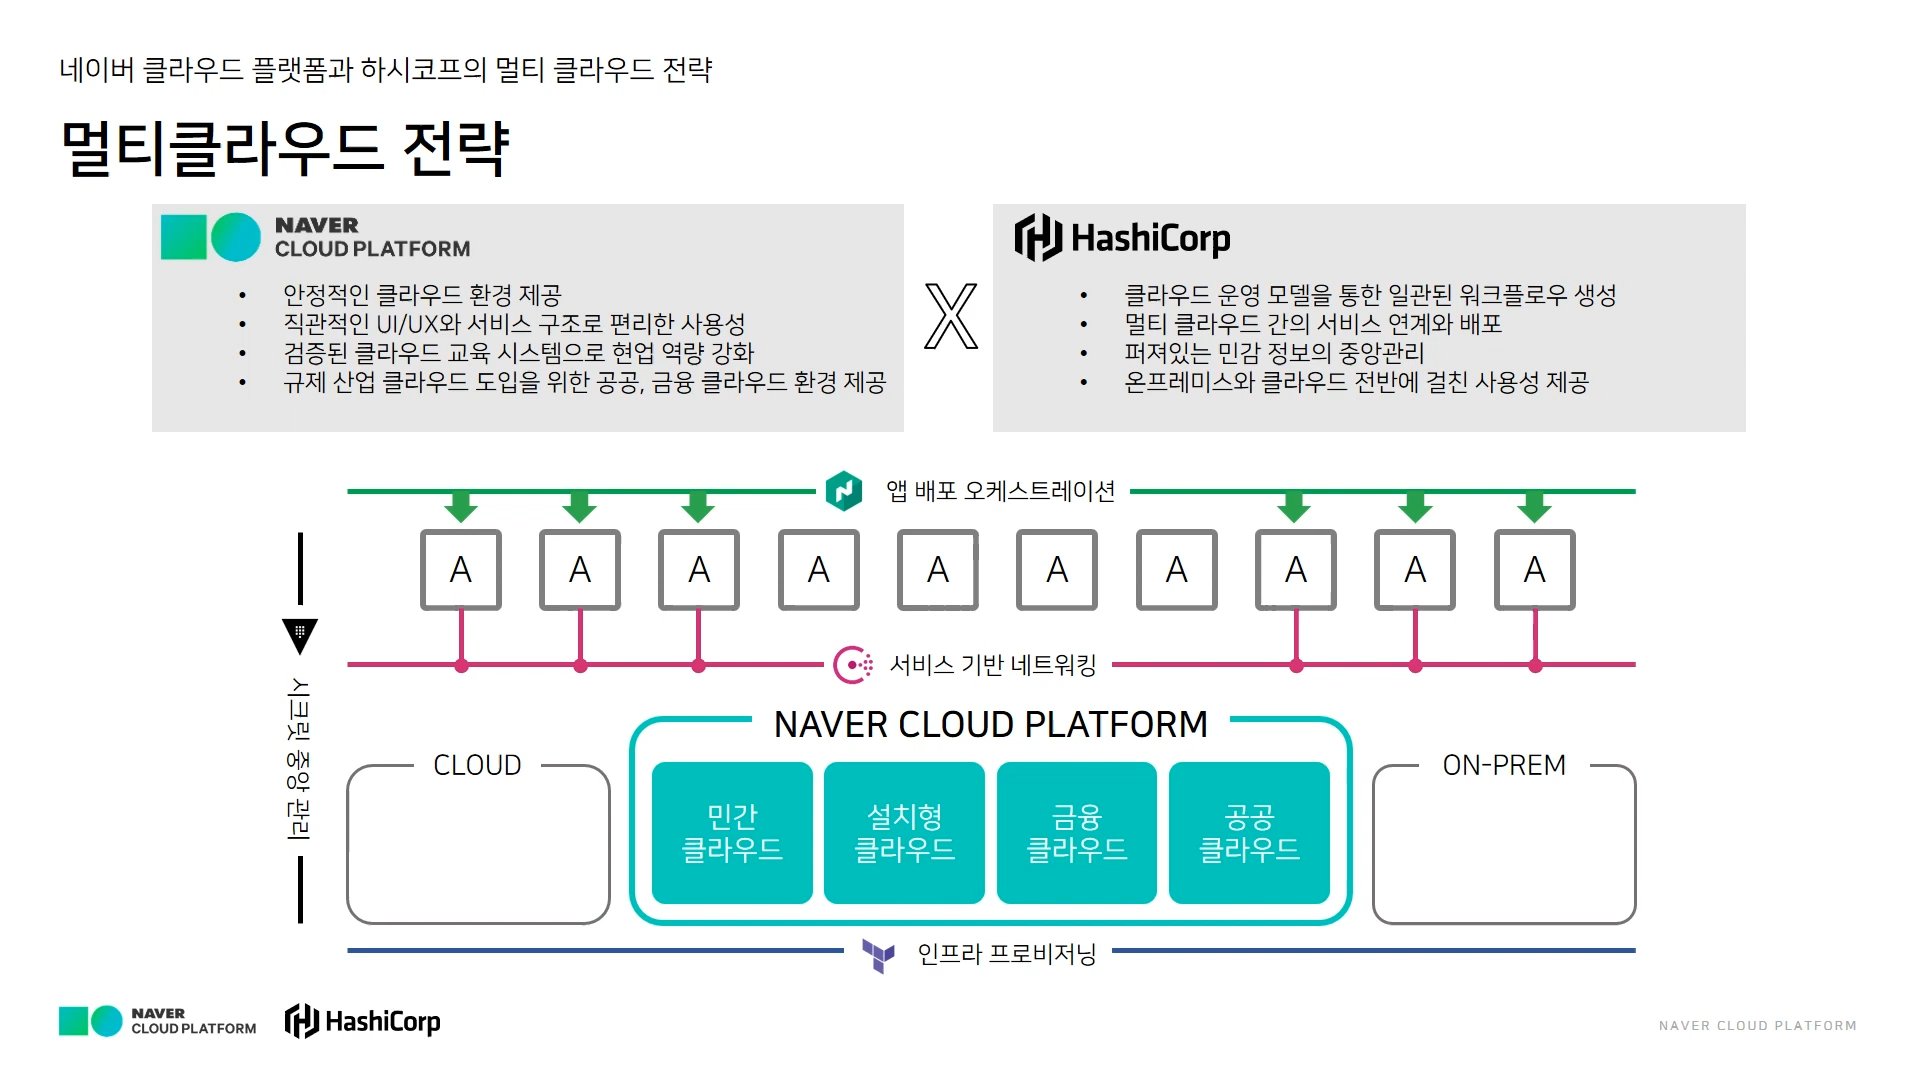 네이버 클라우드 플랫폼과 하시코프의 멀티 클라우드 전략
멀티클라우드 전략
NAVER
CLOUD PLATFORM
• 안정적인 클라우드 환경 제공
• 직관적인 UI/UX와 서비스 구조로 편리한 사용성
• 검증된 클라우드 교육 시스템으로 현업 역량 강화
• 규제 산업 클라우드 도입을 위한 공공, 금융 클라우드 환경 제공
X
HashiCorp
• 클라우드 운영 모델을 통한 일관된 워크플로우 생성
• 멀티 클라우드 간의 서비스 연계와 배포
• 퍼져있는 민감 정보의 중앙관리
• 온프레미스와 클라우드 전반에 걸친 사용성 제공
앱 배포 오케스트레이션
A A A A A A A A A A
서비스 기반 네트워킹
시크릿 중앙 관리
CLOUD
NAVER CLOUD PLATFORM
민간
클라우드
설치형
클라우드
금융
클라우드
공공
클라우드
ON-PREM
인프라 프로비저닝
NAVER
CLOUD PLATFORM
HashiCorp
NAVER CLOUD PLATFORM